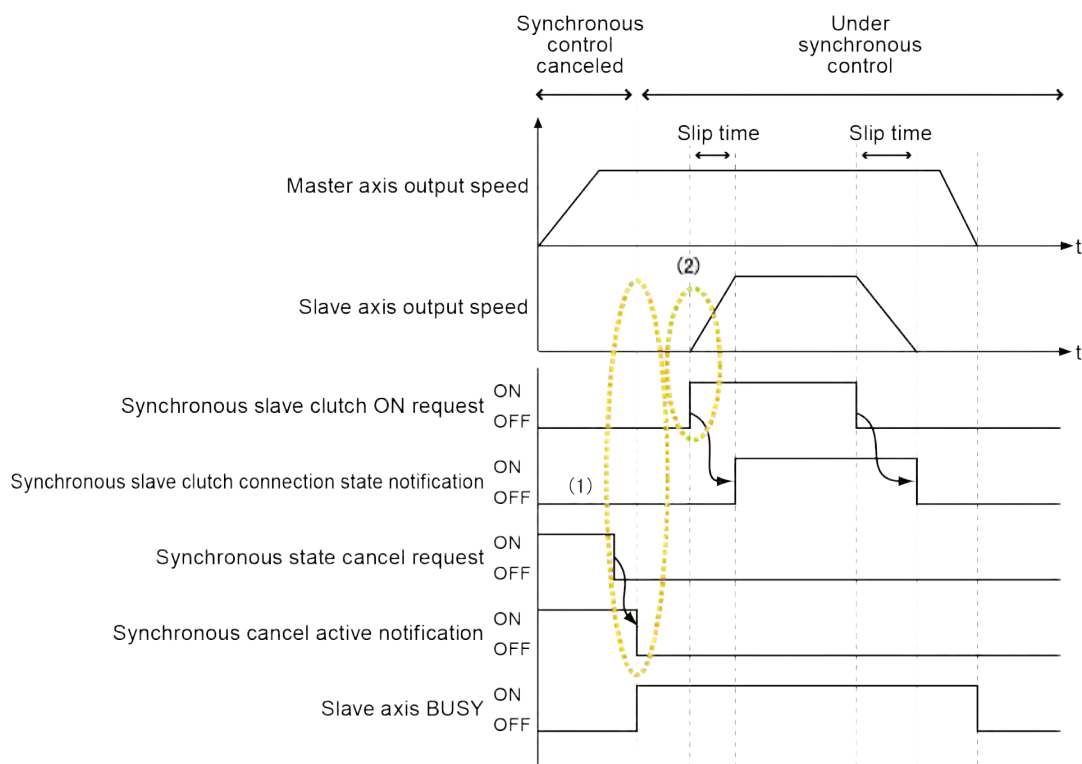 Synchronous
control
canceled
Under
synchronous
control
Slip time
Slip time
Master axis output speed
t
(2)
Slave axis output speed
t
ON
Synchronous slave clutch ON request
OFF
ON
Synchronous slave clutch connection state notification
(1)
OFF
ON
Synchronous state cancel request
OFF
ON
Synchronous cancel active notification
OFF
ON
Slave axis BUSY
OFF